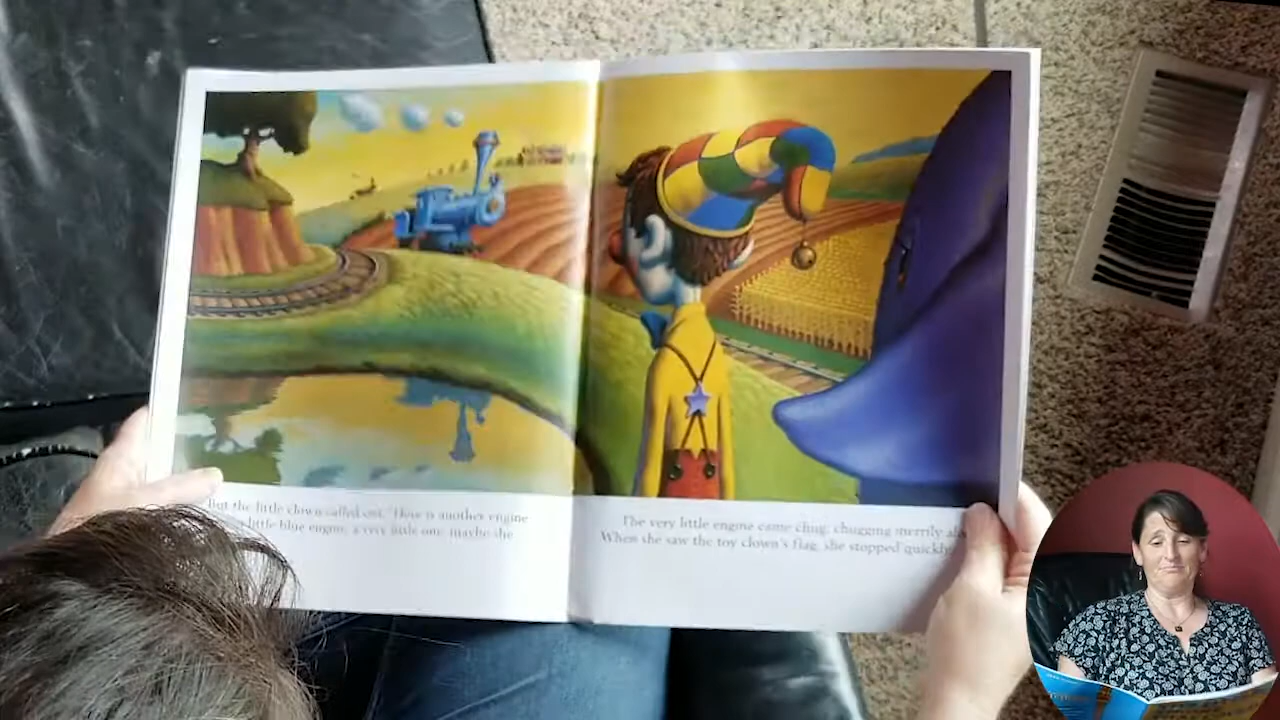 But the little clown called out, "Here is another engine
little blue engine, a very little one, maybe she
The very little engine came chug, chugging merrily
When she saw the toy clown's flag, she stopped quickly